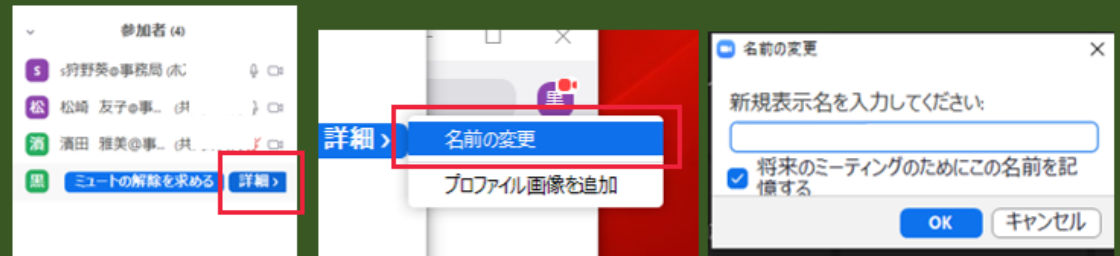 参加者 (4)
s
s狩野葵@事務局 (ホ
松
松崎 友子@事... (共
濱
濱田 雅美@事... (共
黒
ミュートの解除を求める
詳細 >
黒
詳細 >
名前の変更
プロファイル画像を追加
名前の変更
新規表示名を入力してください:
将来のミーティングのためにこの名前を記
憶する
OK
キャンセル